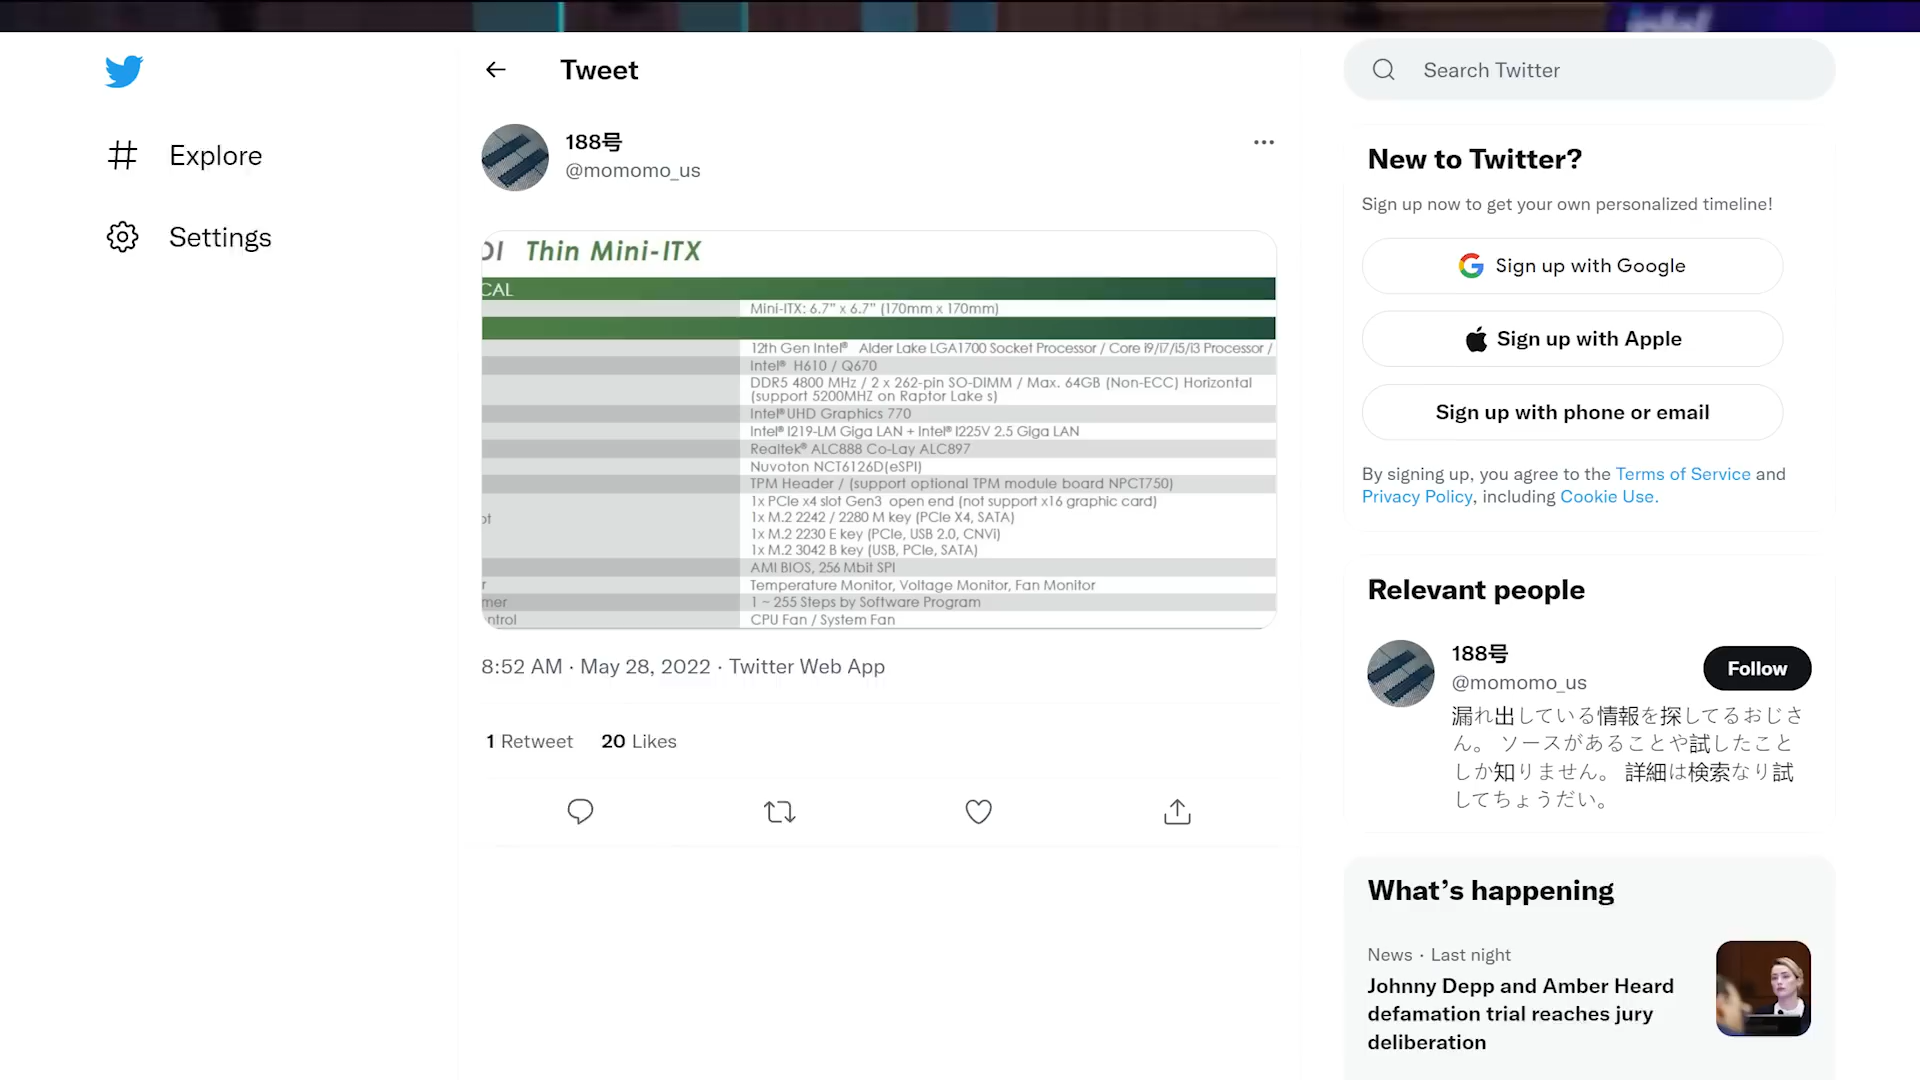 Explore
Settings
Tweet
188号
@momomo_us
DI Thin Mini-ITX
CAL
Mini-ITX: 6.7" x 6.7" (170mm x 170mm)
12th Gen Intel® Alder Lake LGA1700 Socket Processor / Core i9/i7/i5/i3 Processor /
Intel® H610 / Q670
DDR5 4800 MHz / 2 x 262-pin SO-DIMM / Max. 64GB (Non-ECC) Horizontal
(support 5200MHZ on Raptor Lake s)
Intel® UHD Graphics 770
Intel® I219-LM Giga LAN + Intel® I225V 2.5 Giga LAN
Realtek® ALC888 Co-Lay ALC897
Nuvoton NCT6126D(eSPI)
TPM Header / (support optional TPM module board NPCT750)
ot
1x PCIe x4 slot Gen3 open end (not support x16 graphic card)
1x M.2 2242 / 2280 M key (PCIe X4, SATA)
1x M.2 2230 E key (PCIe, USB 2.0, CNVi)
1x M.2 3042 B key (USB, PCIe, SATA)
AMI BIOS, 256 Mbit SPI
r Temperature Monitor, Voltage Monitor, Fan Monitor
mer 1 ~ 255 Steps by Software Program
ntrol CPU Fan / System Fan
8:52 AM · May 28, 2022 · Twitter Web App
1 Retweet 20 Likes
Search Twitter
New to Twitter?
Sign up now to get your own personalized timeline!
Sign up with Google
Sign up with Apple
Sign up with phone or email
By signing up, you agree to the Terms of Service and
Privacy Policy, including Cookie Use.
Relevant people
188号
@momomo_us
Follow
漏れ出している情報を探してるおじさ
ん。 ソースがあることや試したこと
しか知りません。 詳細は検索なり試
してちょうだい。
What's happening
News · Last night
Johnny Depp and Amber Heard
defamation trial reaches jury
deliberation